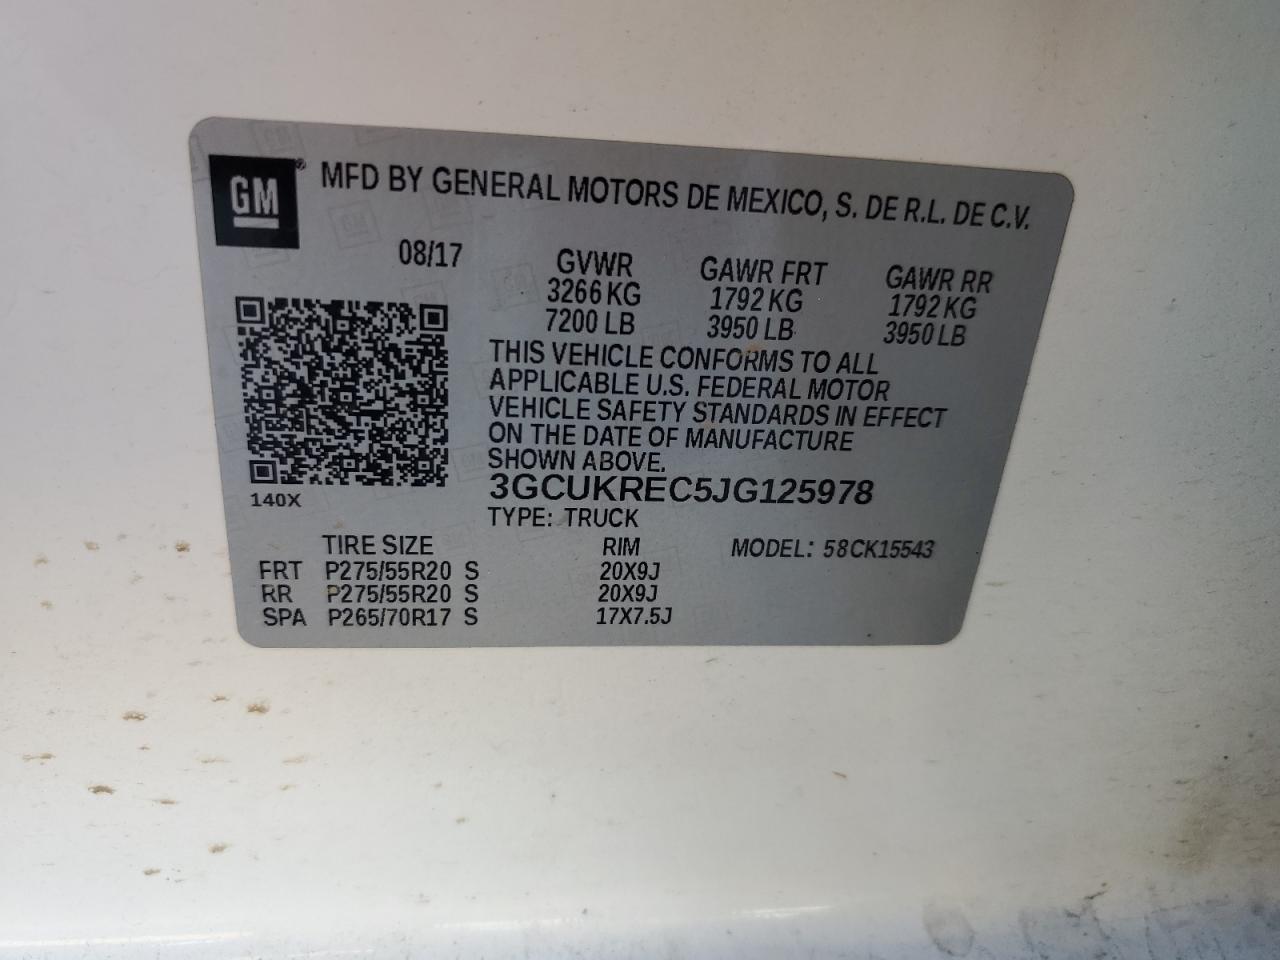 GM ® MFD BY GENERAL MOTORS DE MEXICO, S. DE R.L. DE C.V.
08/17
GVWR GAWR FRT GAWR RR
3266 KG 1792 KG 1792 KG
7200 LB 3950 LB 3950 LB
THIS VEHICLE CONFORMS TO ALL
APPLICABLE U.S. FEDERAL MOTOR
VEHICLE SAFETY STANDARDS IN EFFECT
ON THE DATE OF MANUFACTURE
SHOWN ABOVE.
3GCUKREC5JG125978
140X
TYPE: TRUCK
TIRE SIZE RIM MODEL: 58CK15543
FRT P275/55R20 S 20X9J
RR P275/55R20 S 20X9J
SPA P265/70R17 S 17X7.5J